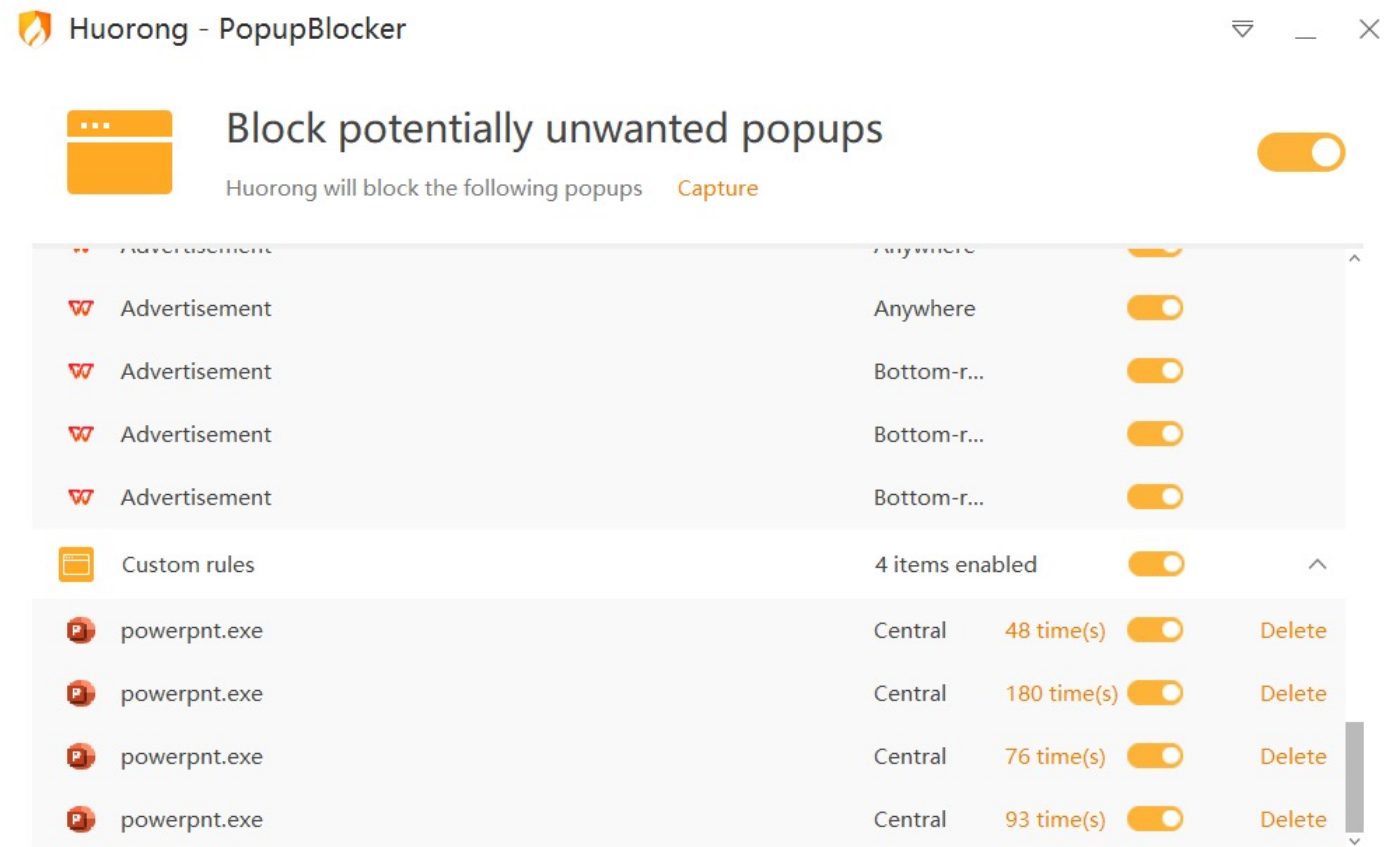 Huorong - PopupBlocker
Block potentially unwanted popups
Huorong will block the following popups Capture
Advertisement Anywhere
Advertisement Anywhere
Advertisement Bottom-r...
Advertisement Bottom-r...
Advertisement Bottom-r...
Custom rules 4 items enabled
powerpnt.exe Central 48 time(s) Delete
powerpnt.exe Central 180 time(s) Delete
powerpnt.exe Central 76 time(s) Delete
powerpnt.exe Central 93 time(s) Delete